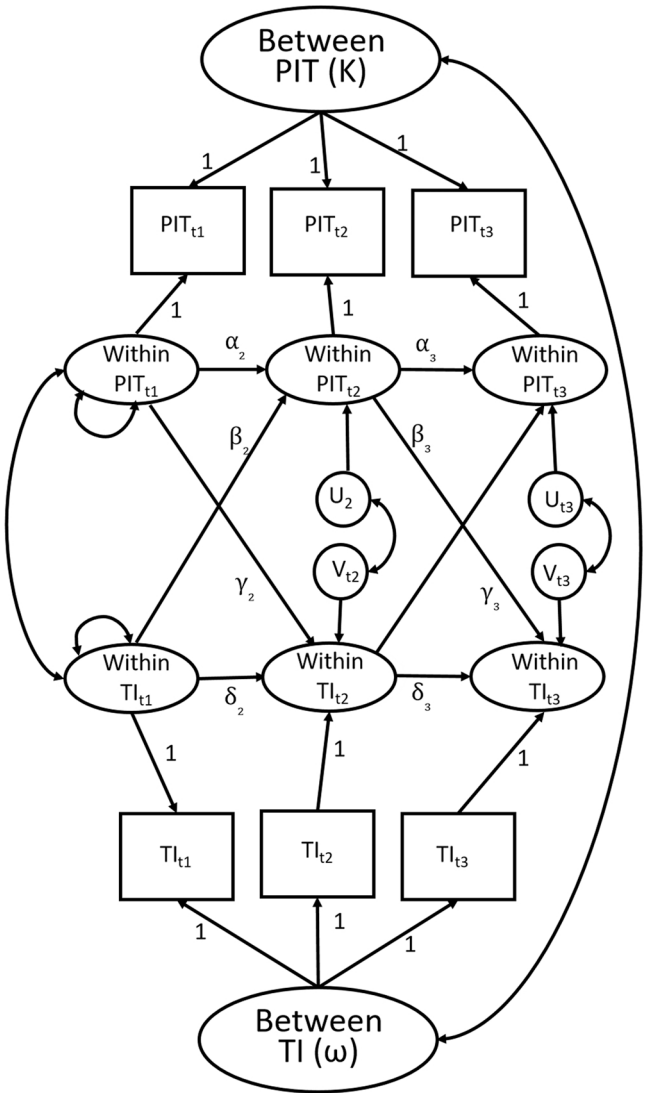 Between
PIT (K)
1
1
1
PITt1
PITt2
PITt3
1
1
1
α2
α3
Within
PITt1
Within
PITt2
Within
PITt3
β2
β3
U2
Ut3
Vt2
Vt3
γ2
γ3
Within
TIt1
Within
TIt2
Within
TIt3
δ2
δ3
1
1
1
TIt1
TIt2
TIt3
1
1
1
Between
TI (ω)